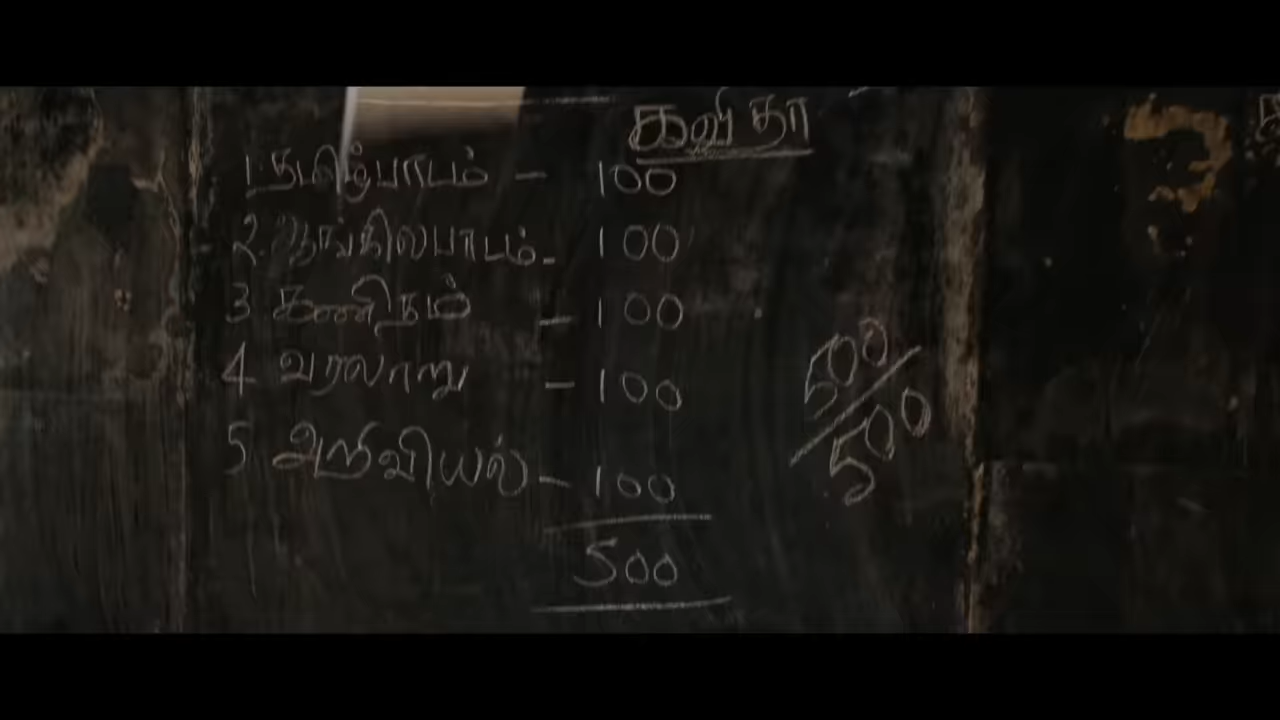 கவிதா
1. தமிழ்பாடம் - 100
2. ஆங்கிலபாடம் - 100
3 கணிதம் - 100
4 வரலாறு - 100
5 அறிவியல் - 100
500
500/500